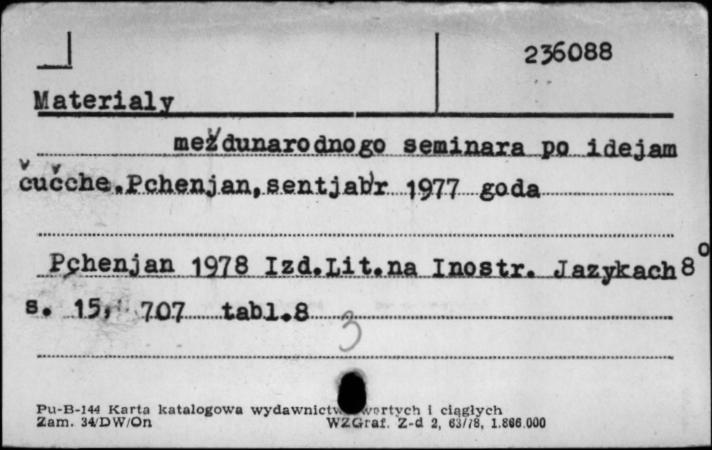 236088
Materialy
meždunarodnogo seminara po idejam
čučche.Pchenjan,sentjab'r 1977 goda
Pchenjan 1978 Izd.Lit.na Inostr. Jazykach 8°
s. 15, 707 tabl.8
3
Pu-B-144 Karta katalogowa wydawnictw zwartych i ciągłych
Zam. 34/DW/On WZGraf. Z-d 2, 63/78, 1.866.000